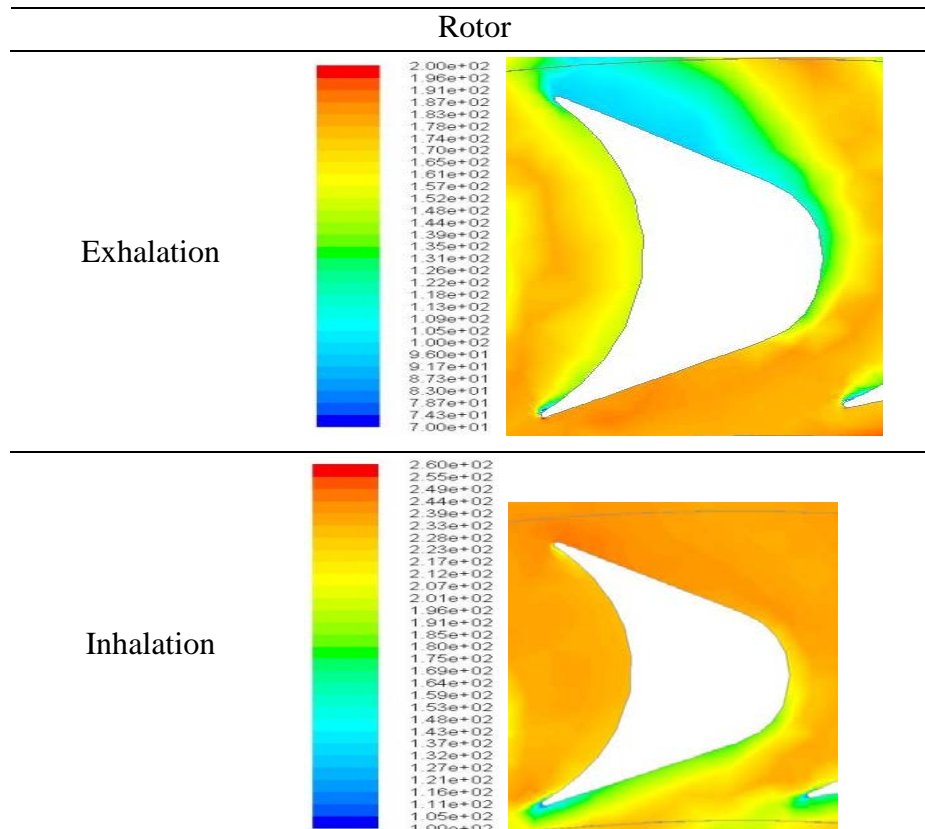 Rotor
Exhalation
2.00e+02
1.96e+02
1.91e+02
1.87e+02
1.83e+02
1.78e+02
1.74e+02
1.70e+02
1.65e+02
1.61e+02
1.57e+02
1.52e+02
1.48e+02
1.44e+02
1.39e+02
1.35e+02
1.31e+02
1.26e+02
1.22e+02
1.18e+02
1.13e+02
1.09e+02
1.05e+02
1.00e+02
9.60e+01
9.17e+01
8.73e+01
8.30e+01
7.87e+01
7.43e+01
7.00e+01
Inhalation
2.60e+02
2.55e+02
2.49e+02
2.44e+02
2.39e+02
2.33e+02
2.28e+02
2.23e+02
2.17e+02
2.12e+02
2.07e+02
2.01e+02
1.96e+02
1.91e+02
1.85e+02
1.80e+02
1.75e+02
1.69e+02
1.64e+02
1.59e+02
1.53e+02
1.48e+02
1.43e+02
1.37e+02
1.32e+02
1.27e+02
1.21e+02
1.16e+02
1.11e+02
1.05e+02
1.00e+02